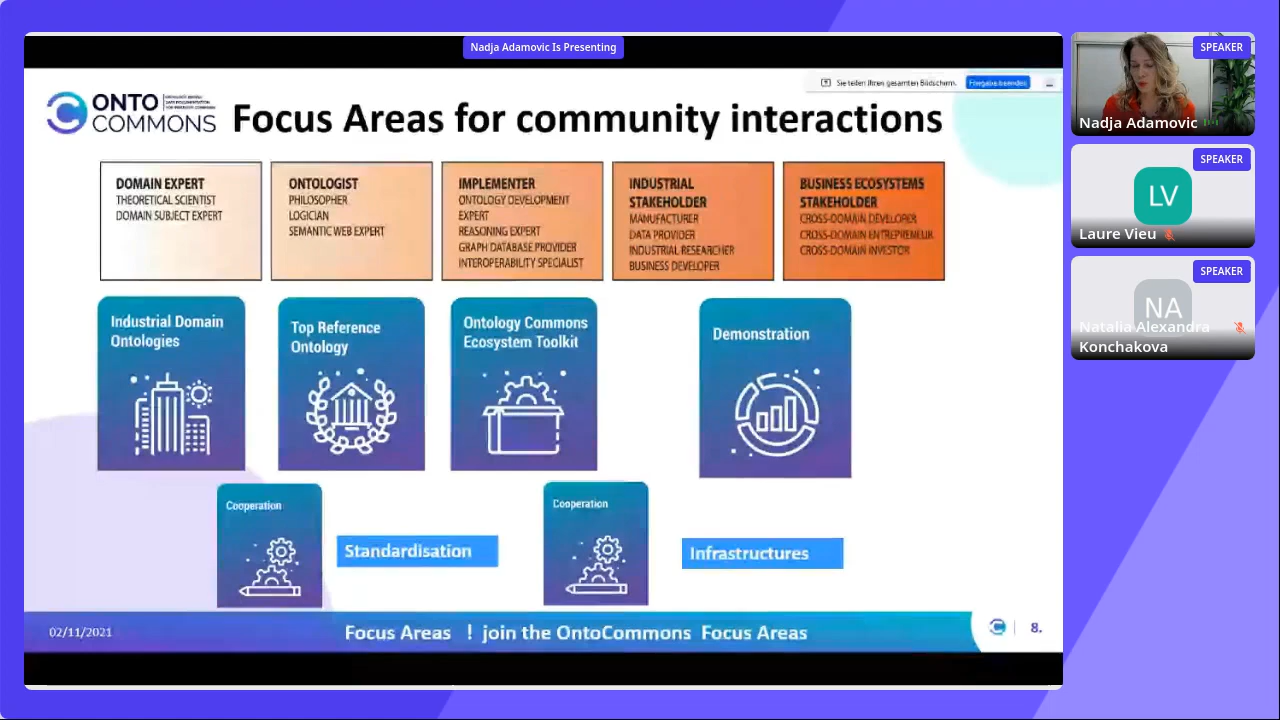 Nadja Adamovic Is Presenting
Sie teilen Ihren gesamten Bildschirm.
Freigabe beenden
ONTO
COMMONS
Focus Areas for community interactions
DOMAIN EXPERT
THEORETICAL SCIENTIST
DOMAIN SUBJECT EXPERT
ONTOLOGIST
PHILOSOPHER
LOGICIAN
SEMANTIC WEB EXPERT
IMPLEMENTER
ONTOLOGY DEVELOPMENT
EXPERT
REASONING EXPERT
GRAPH DATABASE PROVIDER
INTEROPERABILITY SPECIALIST
INDUSTRIAL
STAKEHOLDER
MANUFACTURER
DATA PROVIDER
INDUSTRIAL RESEARCHER
BUSINESS DEVELOPER
BUSINESS ECOSYSTEMS
STAKEHOLDER
CROSS-DOMAIN DEVELOPER
CROSS-DOMAIN ENTREPRENEUR
CROSS-DOMAIN INVESTOR
Industrial Domain
Ontologies
Top Reference
Ontology
Ontology Commons
Ecosystem Toolkit
Demonstration
Cooperation
Standardisation
Cooperation
Infrastructures
02/11/2021
Focus Areas ! join the OntoCommons Focus Areas
8.
SPEAKER
Nadja Adamovic
SPEAKER
LV
Laure Vieu
SPEAKER
NA
Natalia Alexandra
Konchakova